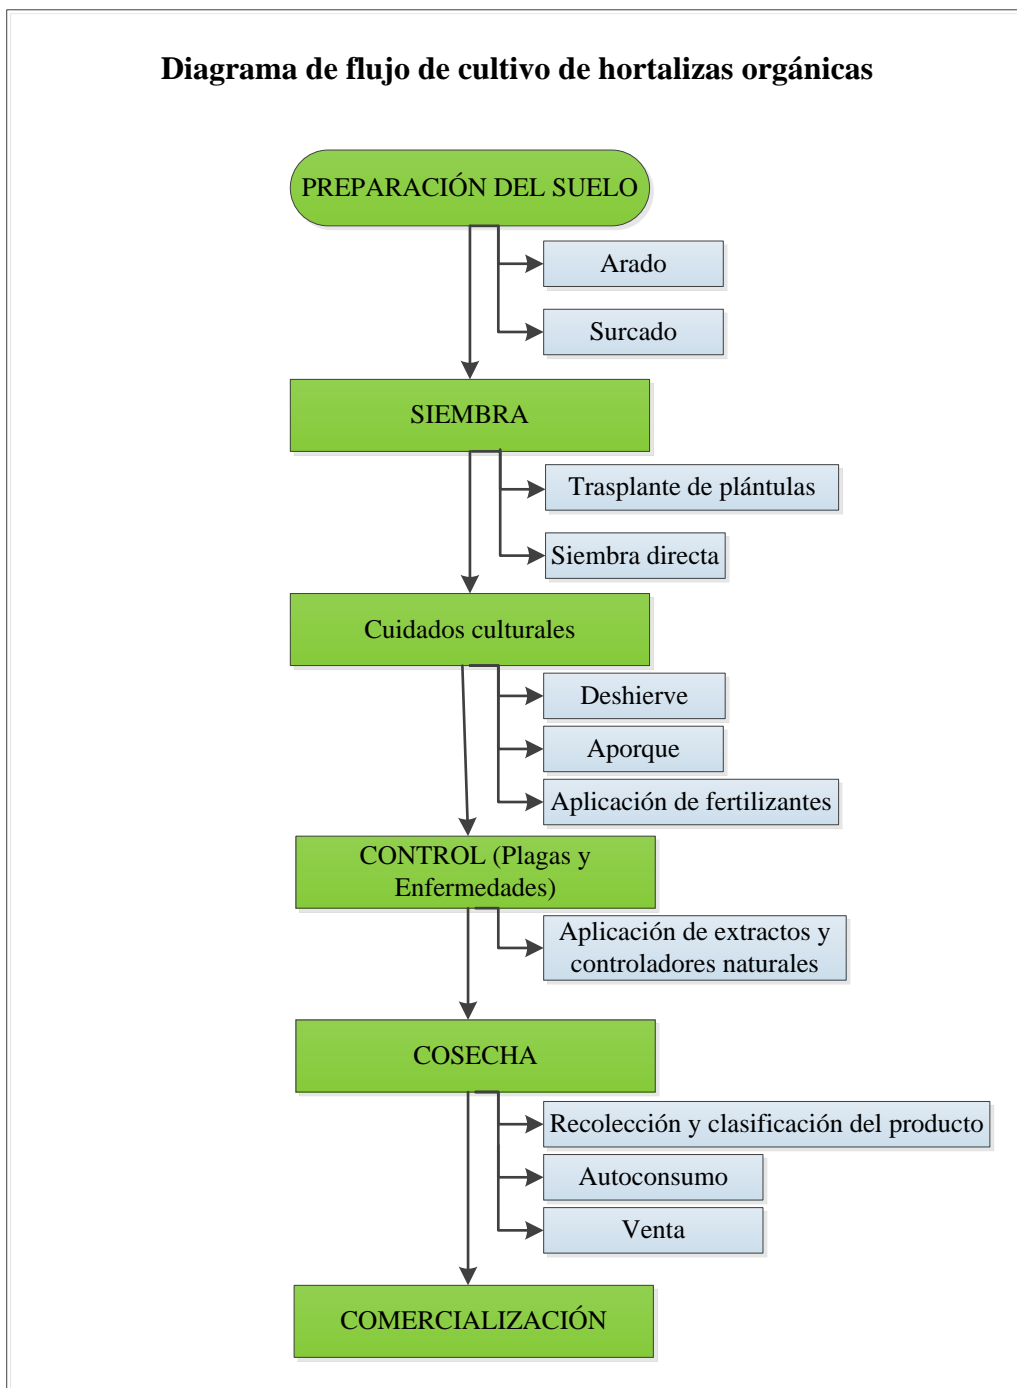 Diagrama de flujo de cultivo de hortalizas orgánicas
PREPARACIÓN DEL SUELO
Arado
Surcado
SIEMBRA
Trasplante de plántulas
Siembra directa
Cuidados culturales
Deshierve
Aporque
Aplicación de fertilizantes
CONTROL (Plagas y
Enfermedades)
Aplicación de extractos y
controladores naturales
COSECHA
Recolección y clasificación del producto
Autoconsumo
Venta
COMERCIALIZACIÓN